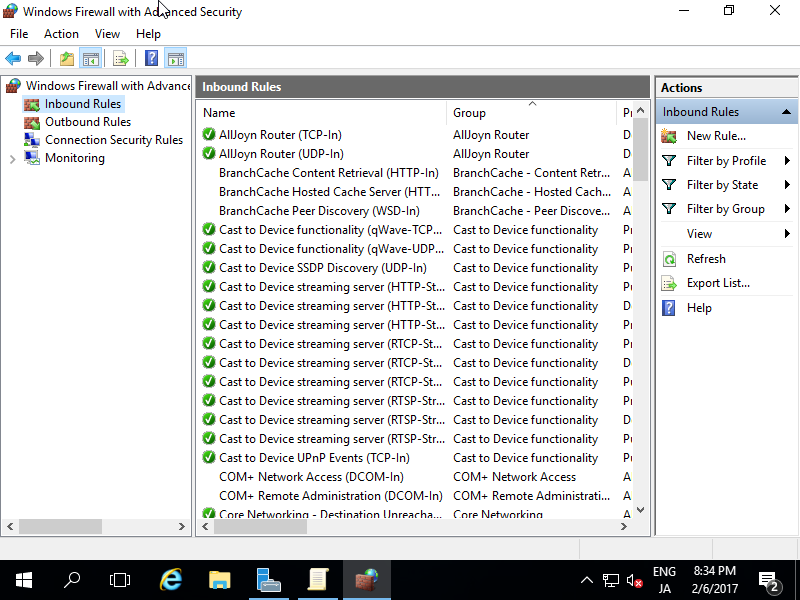 Windows Firewall with Advanced Security
File Action View Help
Windows Firewall with Advance
Inbound Rules
Outbound Rules
Connection Security Rules
Monitoring
Inbound Rules
Name Group
AllJoyn Router (TCP-In) AllJoyn Router D
AllJoyn Router (UDP-In) AllJoyn Router D
BranchCache Content Retrieval (HTTP-In) BranchCache - Content Retr... A
BranchCache Hosted Cache Server (HTT... BranchCache - Hosted Cach... A
BranchCache Peer Discovery (WSD-In) BranchCache - Peer Discove... A
Cast to Device functionality (qWave-TCP... Cast to Device functionality
Cast to Device functionality (qWave-UDP... Cast to Device functionality
Cast to Device SSDP Discovery (UDP-In) Cast to Device functionality
Cast to Device streaming server (HTTP-St... Cast to Device functionality
Cast to Device streaming server (HTTP-St... Cast to Device functionality D
Cast to Device streaming server (HTTP-St... Cast to Device functionality
Cast to Device streaming server (RTCP-St... Cast to Device functionality
Cast to Device streaming server (RTCP-St... Cast to Device functionality D
Cast to Device streaming server (RTCP-St... Cast to Device functionality
Cast to Device streaming server (RTSP-Str... Cast to Device functionality
Cast to Device streaming server (RTSP-Str... Cast to Device functionality D
Cast to Device streaming server (RTSP-Str... Cast to Device functionality
Cast to Device UPnP Events (TCP-In) Cast to Device functionality
COM+ Network Access (DCOM-In) COM+ Network Access A
COM+ Remote Administration (DCOM-In) COM+ Remote Administrati... A
Core Networking - Destination Unreacha... Core Networking
Actions
Inbound Rules
New Rule...
Filter by Profile
Filter by State
Filter by Group
View
Refresh
Export List...
Help
ENG
JA
8:34 PM
2/6/2017
2